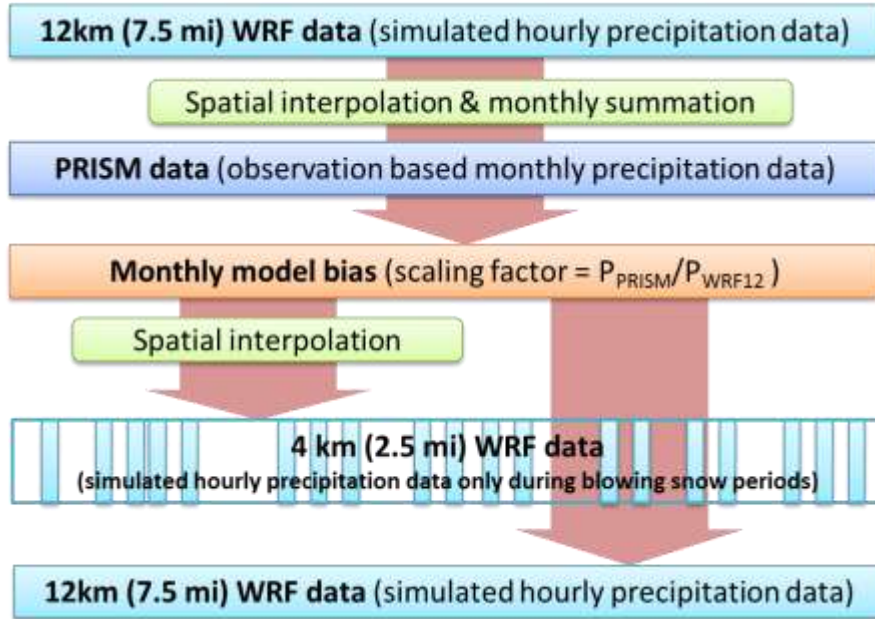 12km (7.5 mi) WRF data (simulated hourly precipitation data)
Spatial interpolation & monthly summation
PRISM data (observation based monthly precipitation data)
Monthly model bias (scaling factor = P_PRISM/P_WRF12 )
Spatial interpolation
4 km (2.5 mi) WRF data
(simulated hourly precipitation data only during blowing snow periods)
12km (7.5 mi) WRF data (simulated hourly precipitation data)